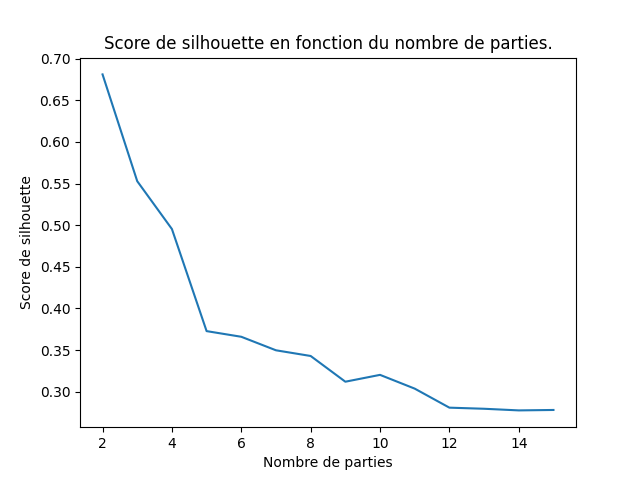 Score de silhouette en fonction du nombre de parties.
0.70
0.65
0.60
0.55
0.50
0.45
0.40
0.35
0.30
Score de silhouette
2 4 6 8 10 12 14
Nombre de parties